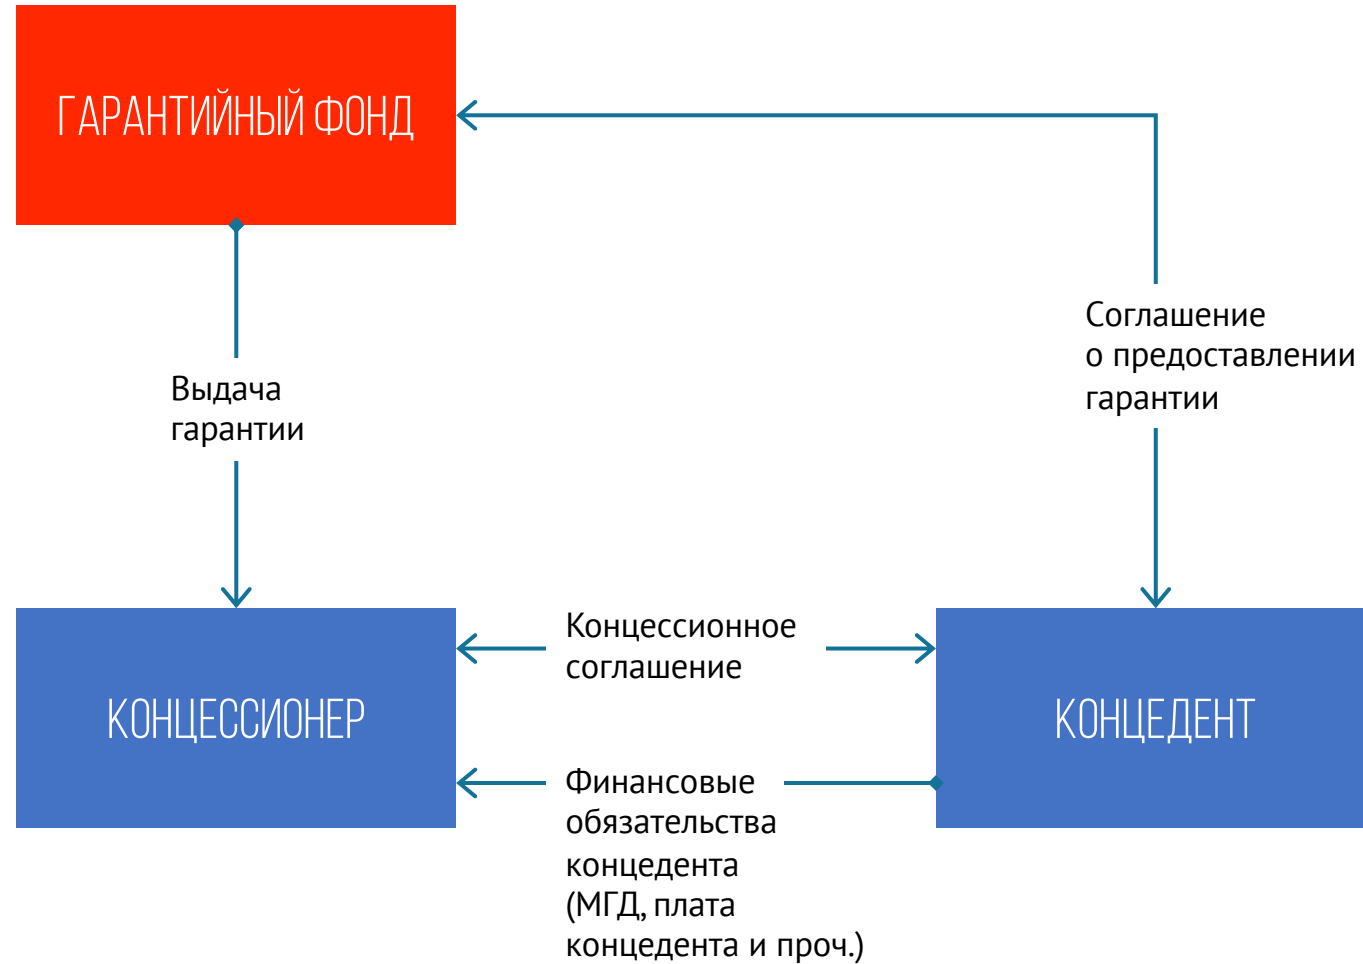 ГАРАНТИЙНЫЙ ФОНД
Соглашение
о предоставлении
гарантии
Выдача
гарантии
Концессионное
соглашение
КОНЦЕССИОНЕР
КОНЦЕДЕНТ
Финансовые
обязательства
концедента
(МГД, плата
концедента и проч.)